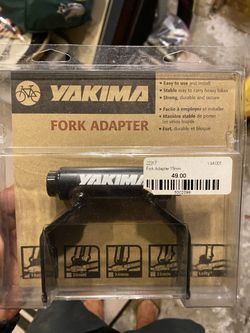 YAKIMA
FORK ADAPTER
• Easy to use and install
• Stable way to carry heavy bikes
• Strong, durable and secure
• Facile à employer et installer
• Manière stable de porter
les vélos lourds
• Fort, durable et bloqué
YAKIMA
Fork Adapter 15mm
49.00